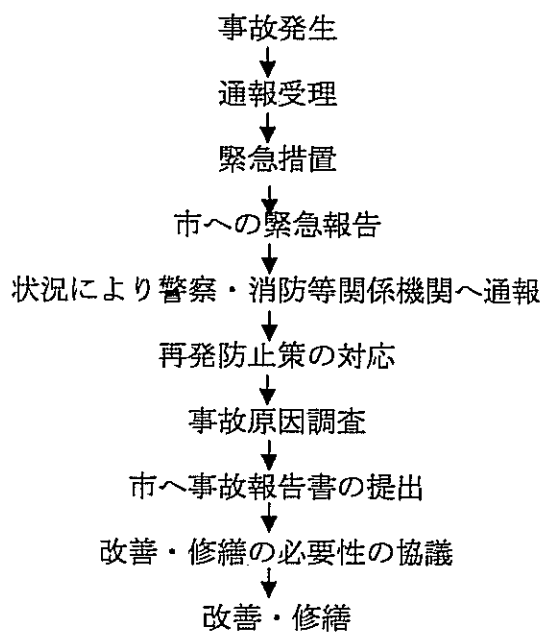 事故発生
通報受理
緊急措置
市への緊急報告
状況により警察・消防等関係機関へ通報
再発防止策の対応
事故原因調査
市へ事故報告書の提出
改善・修繕の必要性の協議
改善・修繕